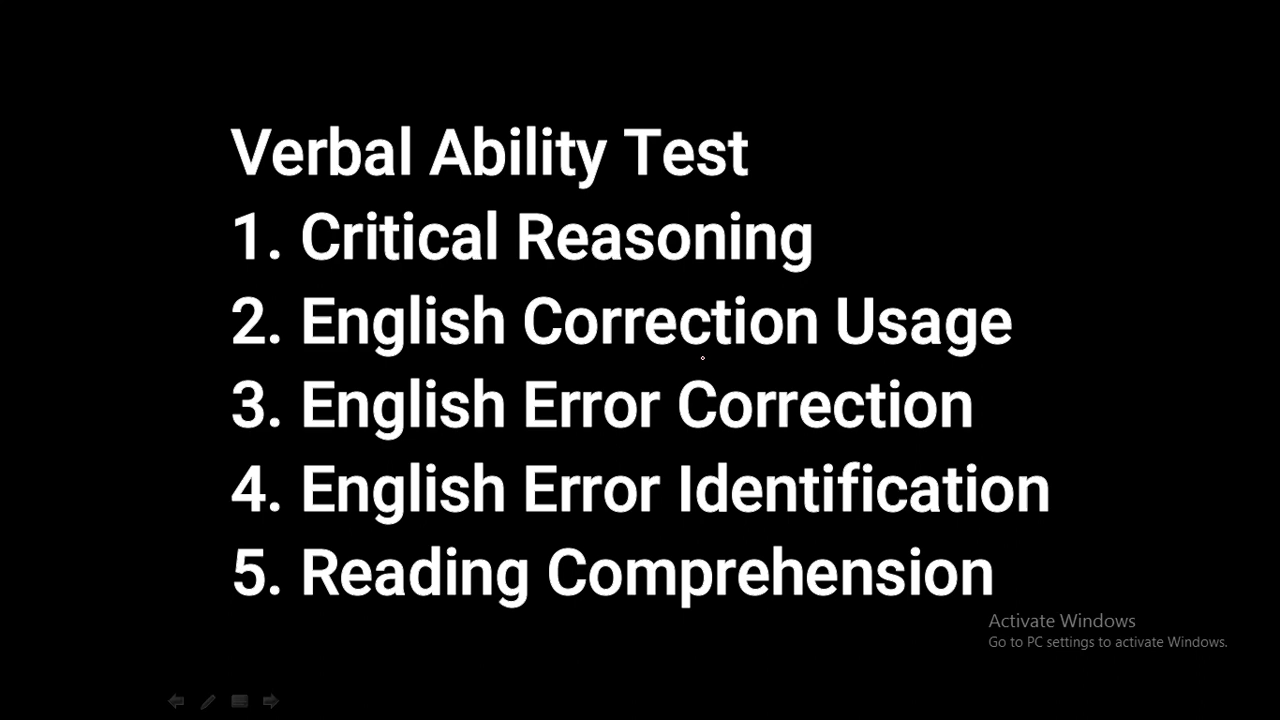 Verbal Ability Test
1. Critical Reasoning
2. English Correction Usage
3. English Error Correction
4. English Error Identification
5. Reading Comprehension
Activate Windows
Go to PC settings to activate Windows.